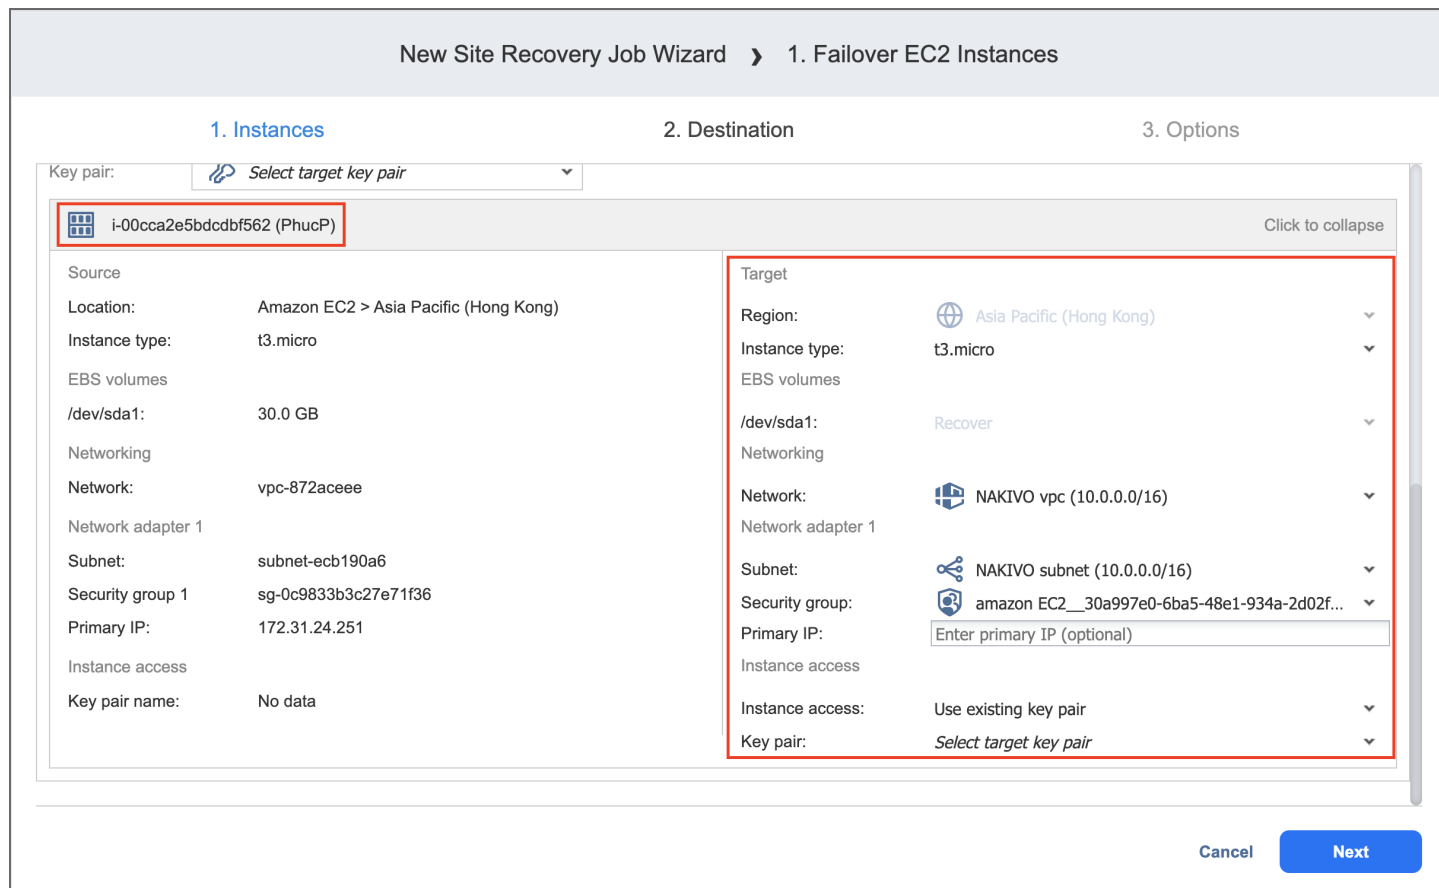 New Site Recovery Job Wizard ❯ 1. Failover EC2 Instances
1. Instances
2. Destination
3. Options
Key pair: Select target key pair
i-00cca2e5bdcdbf562 (PhucP)
Click to collapse
Source
Location: Amazon EC2 > Asia Pacific (Hong Kong)
Instance type: t3.micro
EBS volumes
/dev/sda1: 30.0 GB
Networking
Network: vpc-872aceee
Network adapter 1
Subnet: subnet-ecb190a6
Security group 1 sg-0c9833b3c27e71f36
Primary IP: 172.31.24.251
Instance access
Key pair name: No data
Target
Region: Asia Pacific (Hong Kong)
Instance type: t3.micro
EBS volumes
/dev/sda1: Recover
Networking
Network: NAKIVO vpc (10.0.0.0/16)
Network adapter 1
Subnet: NAKIVO subnet (10.0.0.0/16)
Security group: amazon EC2__30a997e0-6ba5-48e1-934a-2d02f...
Primary IP: Enter primary IP (optional)
Instance access
Instance access: Use existing key pair
Key pair: Select target key pair
Cancel
Next